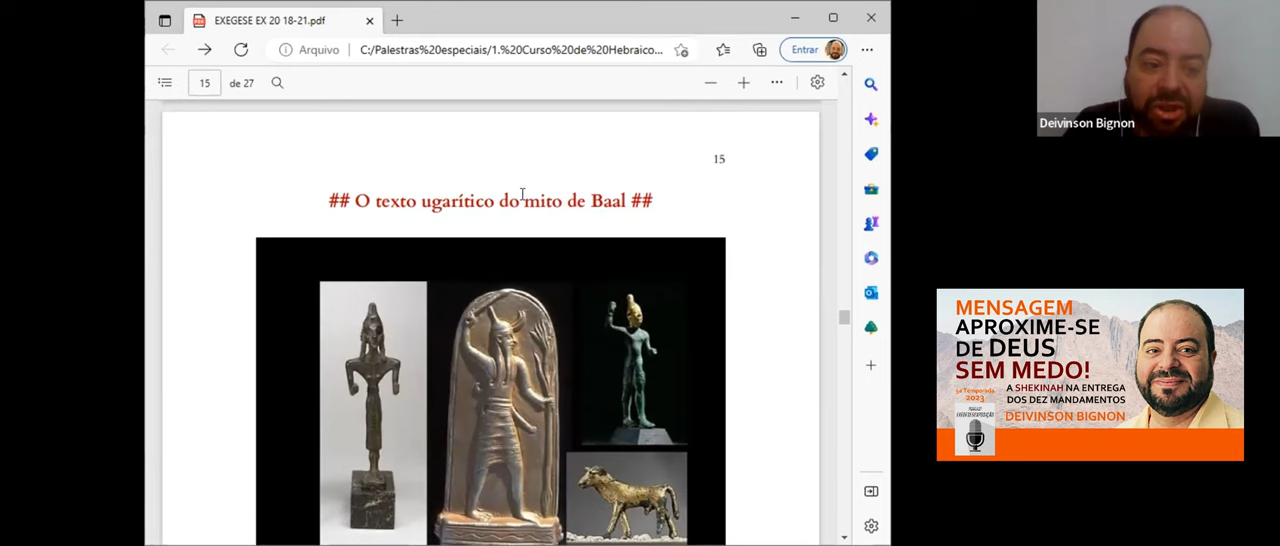 EXEGESE EX 20 18-21.pdf
Arquivo
C:/Palestras%20especiais/1.%20Curso%20de%20Hebraico...
Entrar
15
de 27
15
## O texto ugarítico do mito de Baal ##
Deivinson Bignon
MENSAGEM
APROXIME-SE
DE DEUS
SEM MEDO!
A SHEKINAH NA ENTREGA
DOS DEZ MANDAMENTOS
DEIVINSON BIGNON
2023